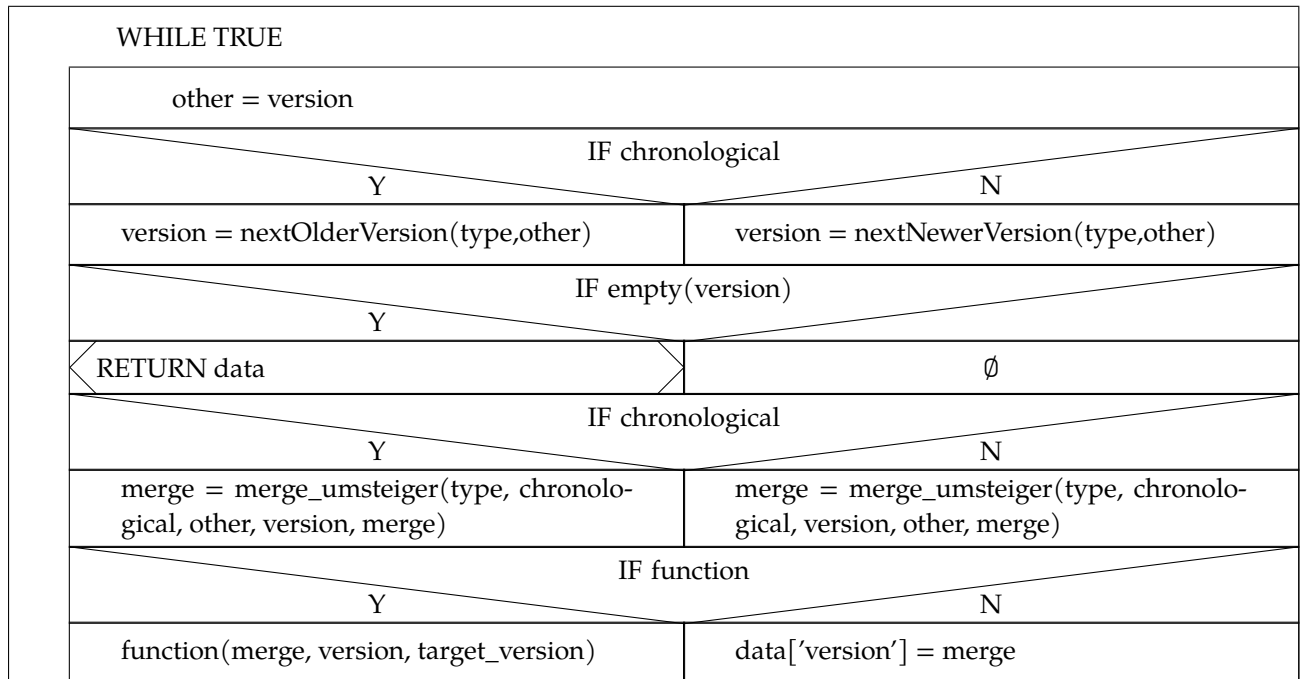 WHILE TRUE
other = version
IF chronological
Y
N
version = nextOlderVersion(type,other)
version = nextNewerVersion(type,other)
IF empty(version)
Y
RETURN data
∅
IF chronological
Y
N
merge = merge_umsteiger(type, chronolo-
gical, other, version, merge)
merge = merge_umsteiger(type, chronolo-
gical, version, other, merge)
IF function
Y
N
function(merge, version, target_version)
data['version'] = merge